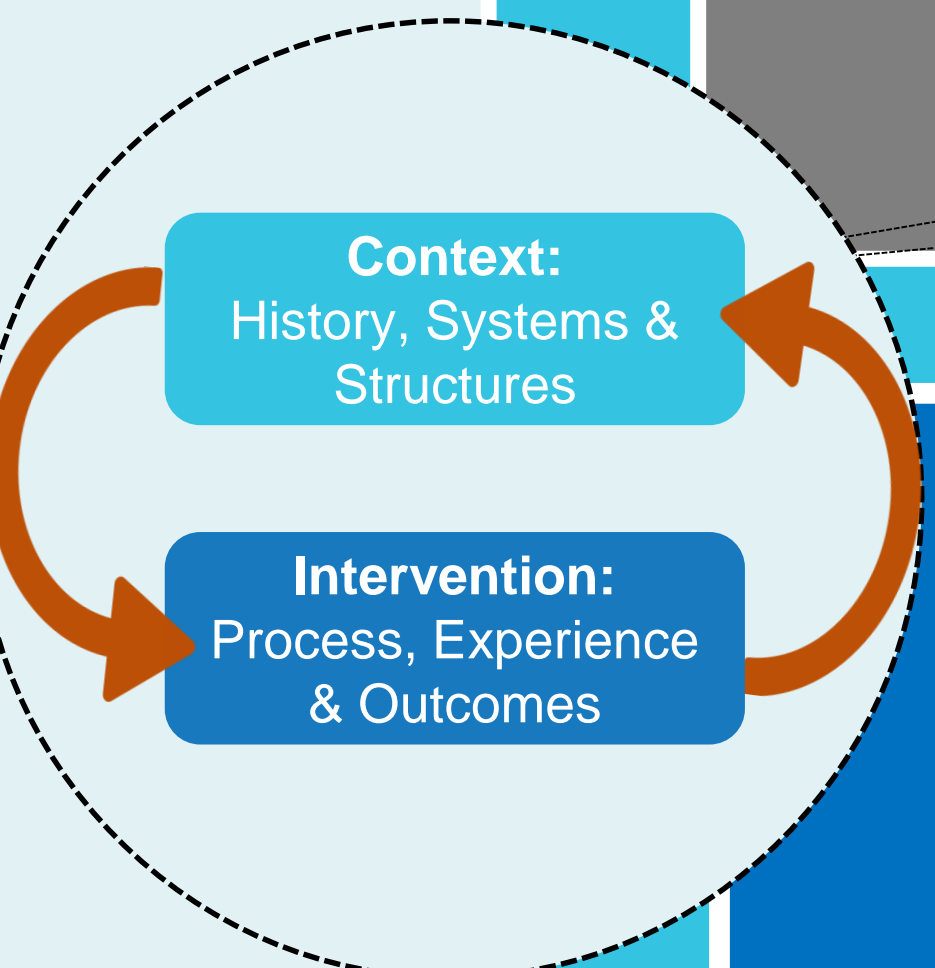 Context:
History, Systems &
Structures
Intervention:
Process, Experience
& Outcomes